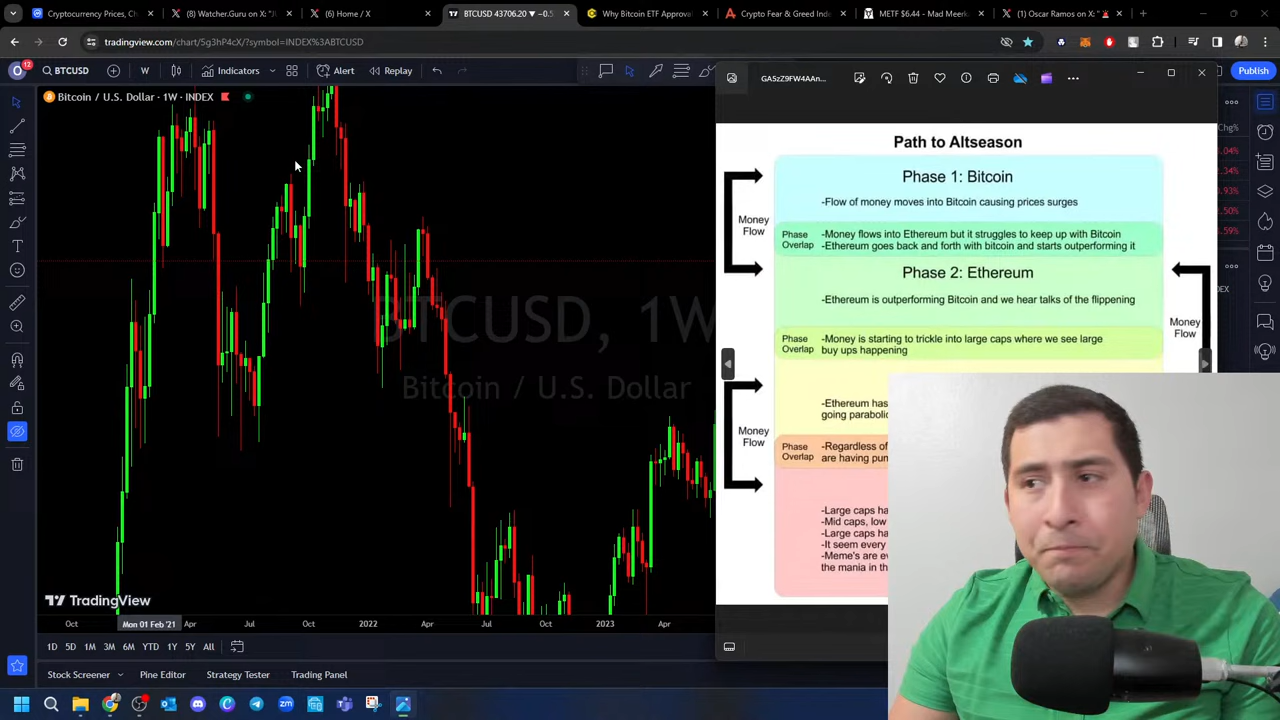 Cryptocurrency Prices, Ch
(8) Watcher.Guru on X: "J
(6) Home / X
BTCUSD 43706.20 ▼ −0.5
Why Bitcoin ETF Approval
Crypto Fear & Greed Inde
METF $6.44 - Mad Meerk
(1) Oscar Ramos on X: "
tradingview.com/chart/5g3hP4cX/?symbol=INDEX%3ABTCUSD
O
12
BTCUSD
W
Indicators
Alert
Replay
Publish
GASzZ9FW4AAn...
Bitcoin / U.S. Dollar · 1W · INDEX
Chg%
BTCUSD, 1W
Bitcoin / U.S. Dollar
TradingView
Path to Altseason
Phase 1: Bitcoin
-Flow of money moves into Bitcoin causing prices surges
Money
Flow
Phase
Overlap
-Money flows into Ethereum but it struggles to keep up with Bitcoin
-Ethereum goes back and forth with bitcoin and starts outperforming it
Phase 2: Ethereum
-Ethereum is outperforming Bitcoin and we hear talks of the flippening
Money
Flow
Phase
Overlap
-Money is starting to trickle into large caps where we see large
buy ups happening
-Ethereum has
going parabolic
Money
Flow
Phase
Overlap
-Regardless of
are having pum
-Large caps ha
-Mid caps, low
-Large caps ha
-It seem every
-Meme's are ev
the mania in th
Oct
Mon 01 Feb '21
Apr
Jul
Oct
2022
Apr
Jul
Oct
2023
Apr
1D 5D 1M 3M 6M YTD 1Y 5Y All
Stock Screener
Pine Editor
Strategy Tester
Trading Panel